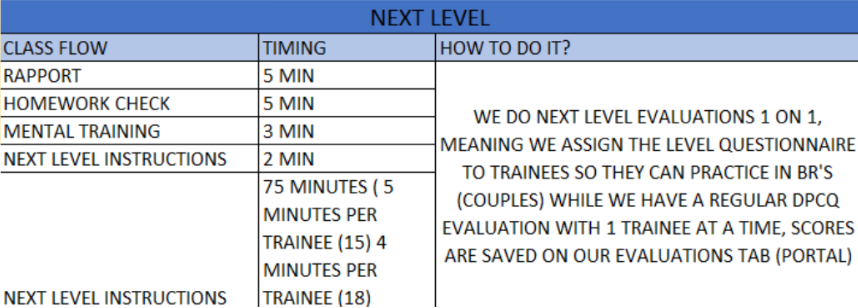 NEXT LEVEL
CLASS FLOW TIMING HOW TO DO IT?
RAPPORT 5 MIN
HOMEWORK CHECK 5 MIN
MENTAL TRAINING 3 MIN
NEXT LEVEL INSTRUCTIONS 2 MIN
NEXT LEVEL INSTRUCTIONS
75 MINUTES ( 5
MINUTES PER
TRAINEE (15) 4
MINUTES PER
TRAINEE (18)
WE DO NEXT LEVEL EVALUATIONS 1 ON 1,
MEANING WE ASSIGN THE LEVEL QUESTIONNAIRE
TO TRAINEES SO THEY CAN PRACTICE IN BR'S
(COUPLES) WHILE WE HAVE A REGULAR DPCQ
EVALUATION WITH 1 TRAINEE AT A TIME, SCORES
ARE SAVED ON OUR EVALUATIONS TAB (PORTAL)